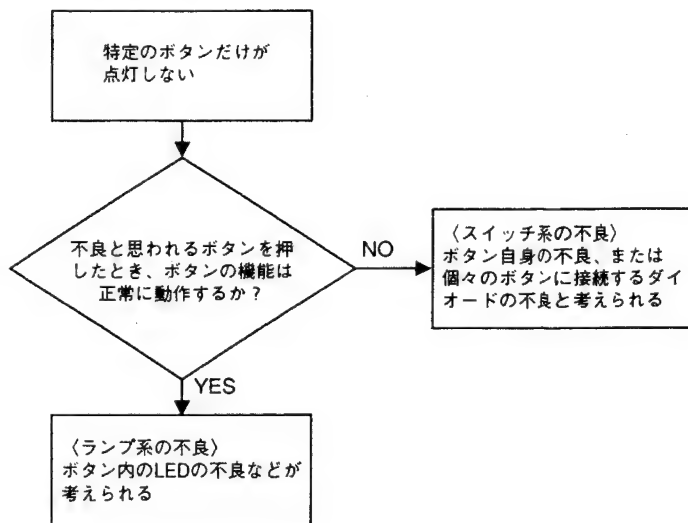 特定のボタンだけが
点灯しない
不良と思われるボタンを押
したとき、ボタンの機能は
正常に動作するか？
NO
〈スイッチ系の不良〉
ボタン自身の不良、または
個々のボタンに接続するダイ
オードの不良と考えられる
YES
〈ランプ系の不良〉
ボタン内のLEDの不良などが
考えられる